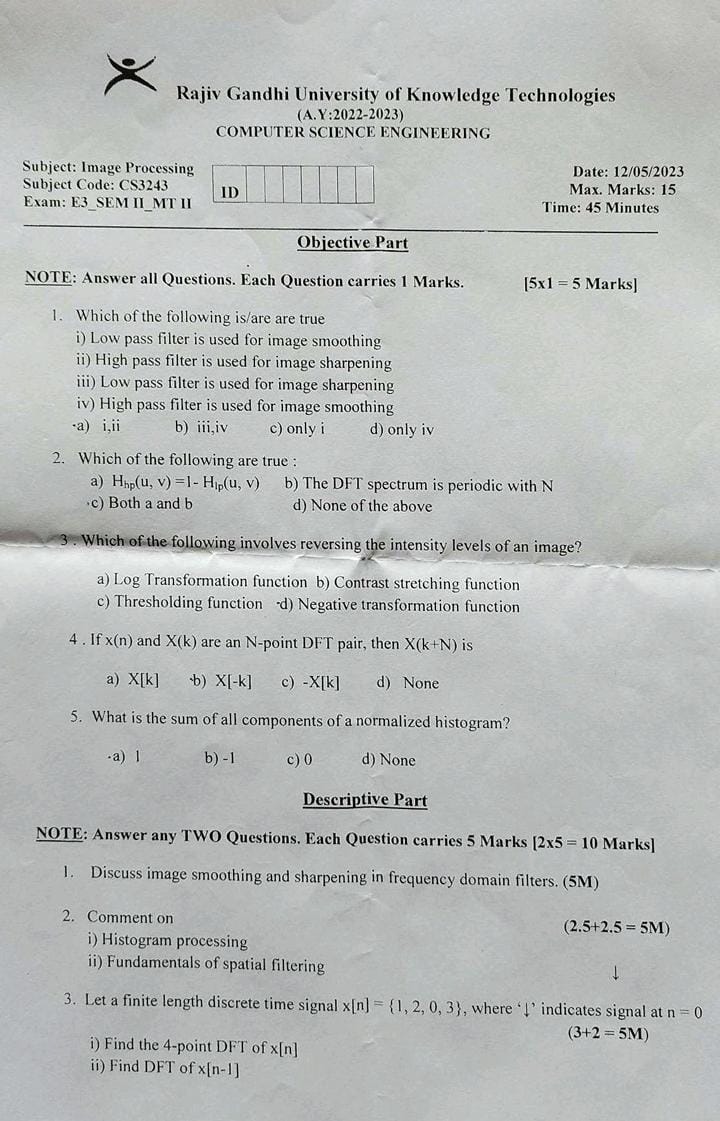 Rajiv Gandhi University of Knowledge Technologies
(A.Y:2022-2023)
COMPUTER SCIENCE ENGINEERING
Subject: Image Processing
Subject Code: CS3243
Exam: E3_SEM II_MT II
ID
Date: 12/05/2023
Max. Marks: 15
Time: 45 Minutes
Objective Part
NOTE: Answer all Questions. Each Question carries 1 Marks. [5x1 = 5 Marks]
1. Which of the following is/are are true
i) Low pass filter is used for image smoothing
ii) High pass filter is used for image sharpening
iii) Low pass filter is used for image sharpening
iv) High pass filter is used for image smoothing
a) i,ii b) iii,iv c) only i d) only iv
2. Which of the following are true :
a) Hhp(u, v) =1- Hlp(u, v) b) The DFT spectrum is periodic with N
c) Both a and b d) None of the above
3 . Which of the following involves reversing the intensity levels of an image?
a) Log Transformation function b) Contrast stretching function
c) Thresholding function d) Negative transformation function
4 . If x(n) and X(k) are an N-point DFT pair, then X(k+N) is
a) X[k] b) X[-k] c) -X[k] d) None
5. What is the sum of all components of a normalized histogram?
a) 1 b) -1 c) 0 d) None
Descriptive Part
NOTE: Answer any TWO Questions. Each Question carries 5 Marks [2x5 = 10 Marks]
1. Discuss image smoothing and sharpening in frequency domain filters. (5M)
2. Comment on (2.5+2.5 = 5M)
i) Histogram processing
ii) Fundamentals of spatial filtering
↓
3. Let a finite length discrete time signal x[n] = {1, 2, 0, 3}, where ‘↓’ indicates signal at n = 0
(3+2 = 5M)
i) Find the 4-point DFT of x[n]
ii) Find DFT of x[n-1]